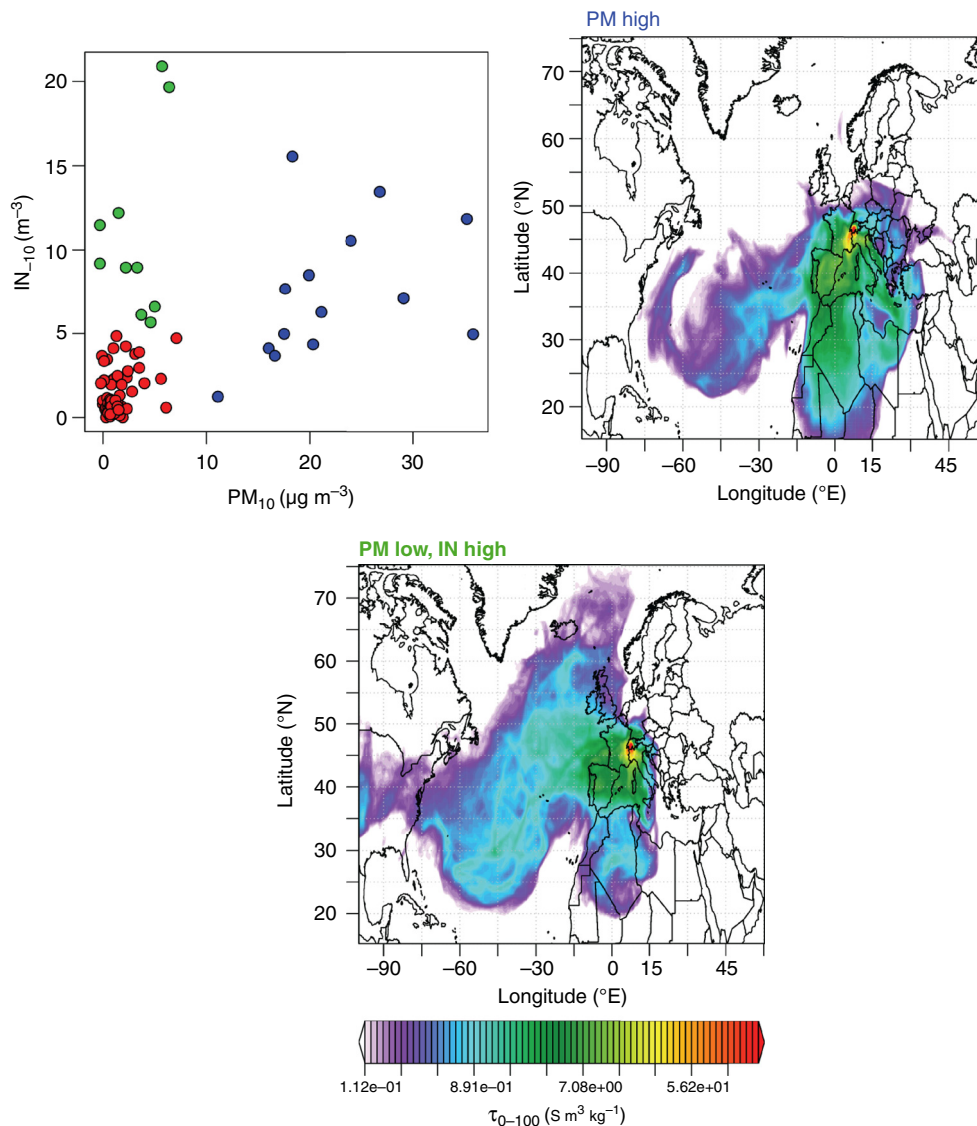 PM high
20
15
10
5
0
IN₋₁₀ (m⁻³)
0 10 20 30
PM₁₀ (µg m⁻³)
70
60
50
40
30
20
Latitude (°N)
−90 −60 −30 0 15 45
Longitude (°E)
PM low, IN high
70
60
50
40
30
20
Latitude (°N)
−90 −60 −30 0 15 45
Longitude (°E)
1.12e−01 8.91e−01 7.08e+00 5.62e+01
τ₀₋₁₀₀ (S m³ kg⁻¹)